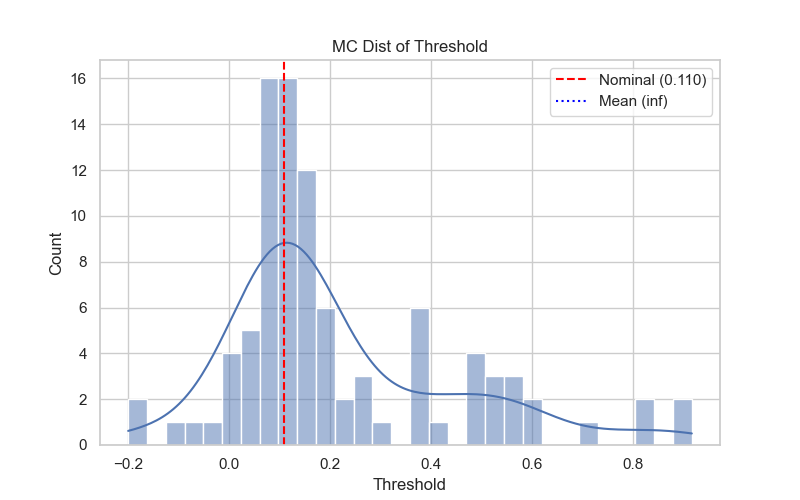 MC Dist of Threshold
Nominal (0.110)
Mean (inf)
Count
16
14
12
10
8
6
4
2
0
−0.2 0.0 0.2 0.4 0.6 0.8
Threshold